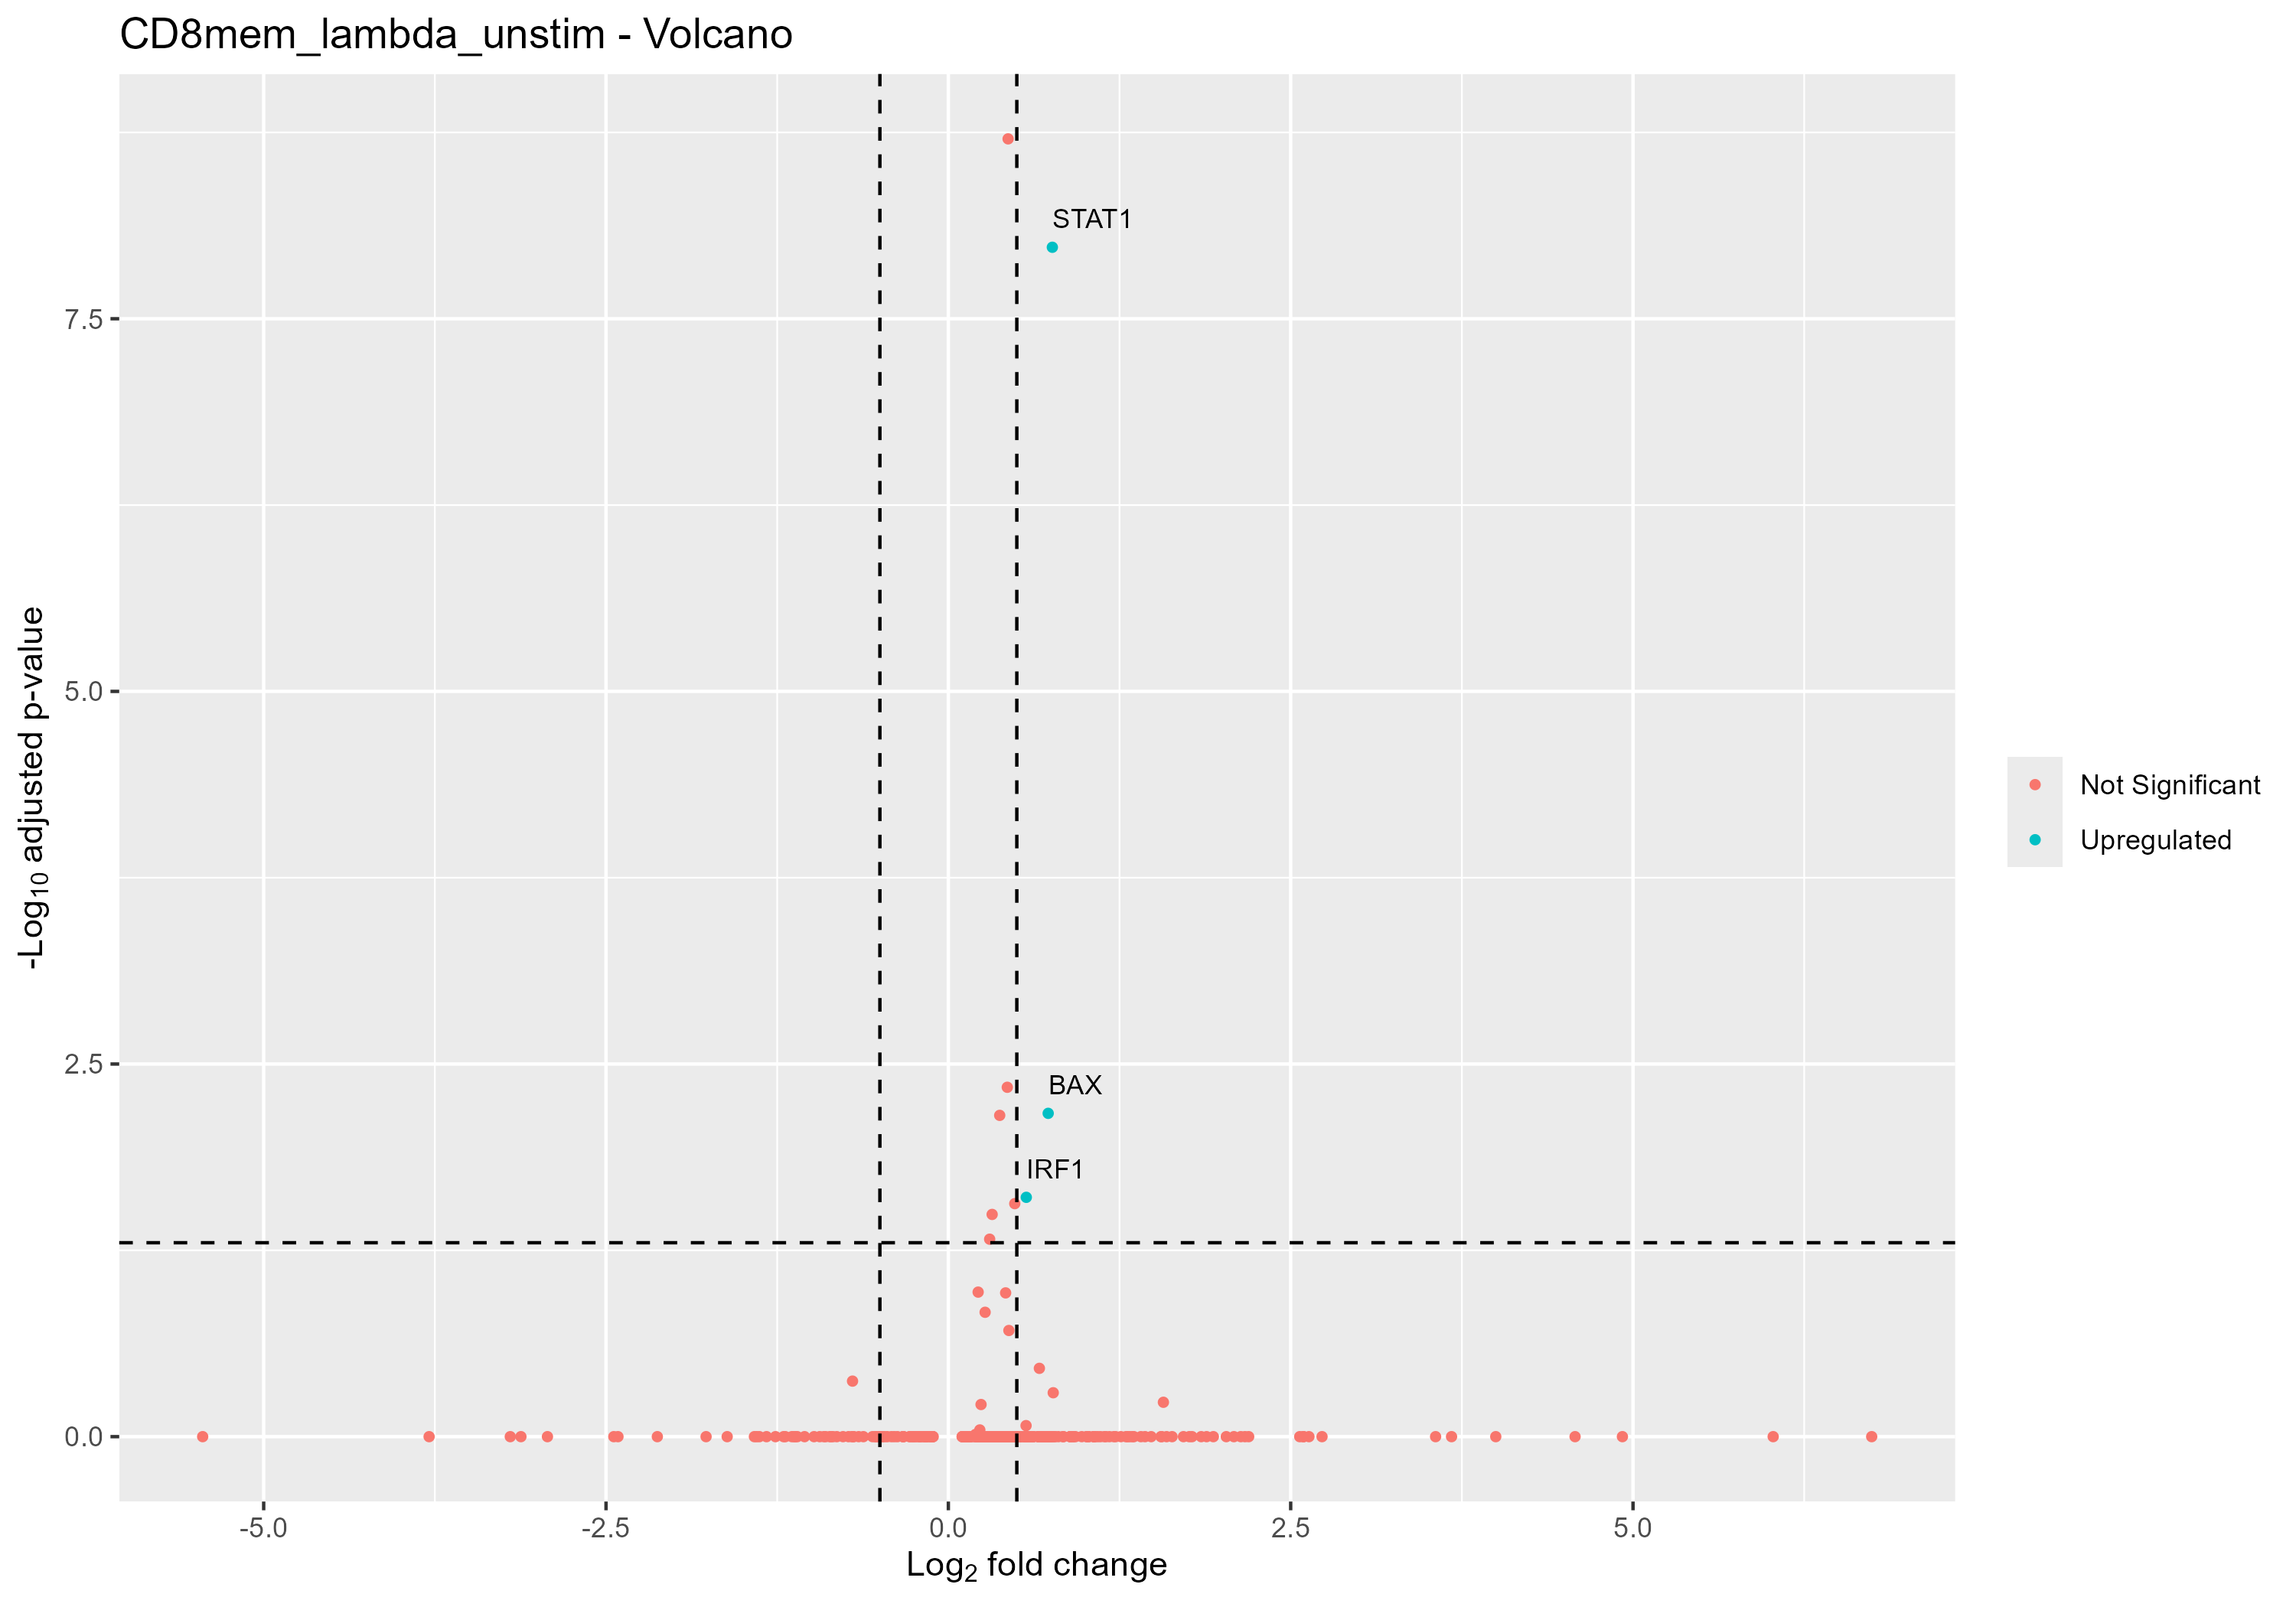 CD8mem_lambda_unstim - Volcano
STAT1
BAX
IRF1
7.5
5.0
2.5
0.0
-Log10 adjusted p-value
-5.0
-2.5
0.0
2.5
5.0
Log2 fold change
Not Significant
Upregulated